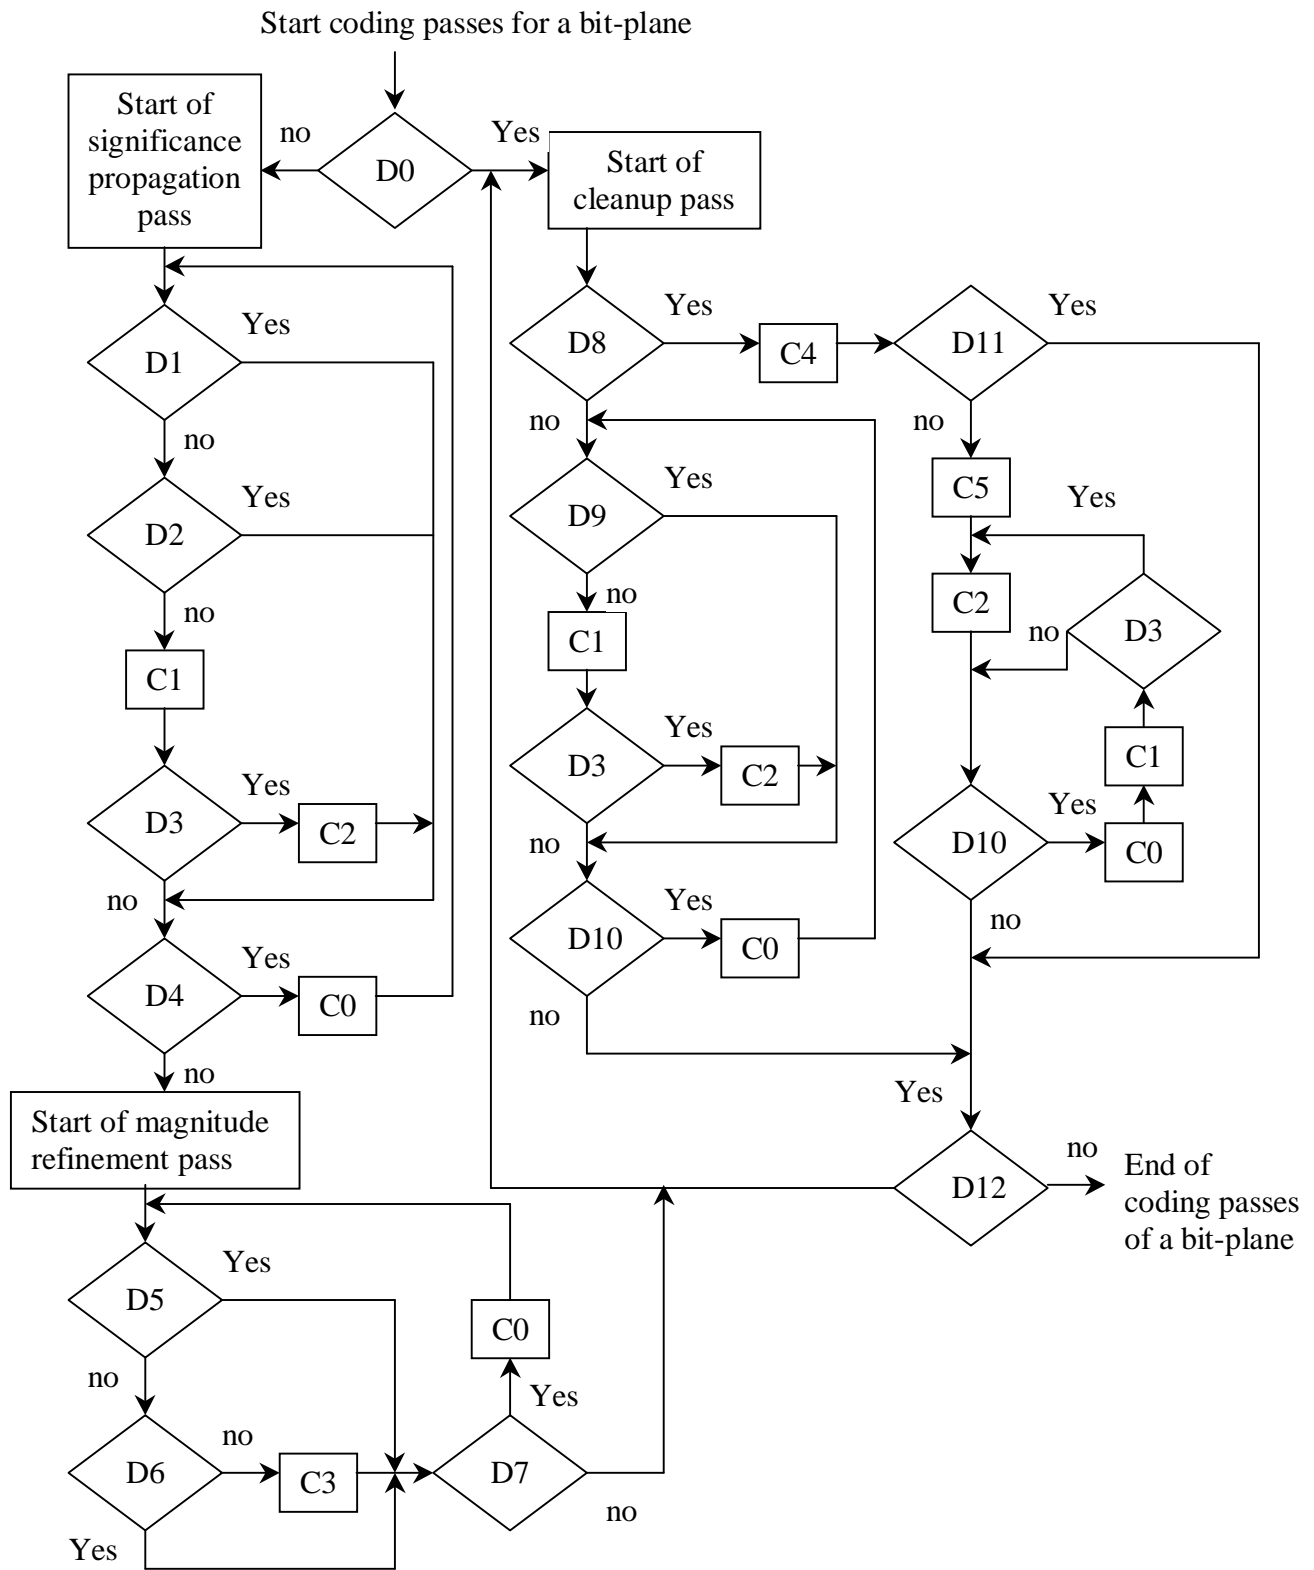 Start coding passes for a bit-plane
Start of
significance
propagation
pass
no
D0
Yes
Start of
cleanup pass
D1
Yes
no
D2
Yes
no
C1
D3
Yes
C2
no
D4
Yes
C0
no
Start of magnitude
refinement pass
D5
Yes
no
D6
no
C3
Yes
D7
Yes
C0
no
D8
Yes
C4
D11
Yes
no
no
D9
Yes
no
C1
D3
Yes
C2
no
D10
Yes
C0
no
C5
Yes
C2
no
D3
C1
D10
Yes
C0
no
Yes
D12
no
End of
coding passes
of a bit-plane